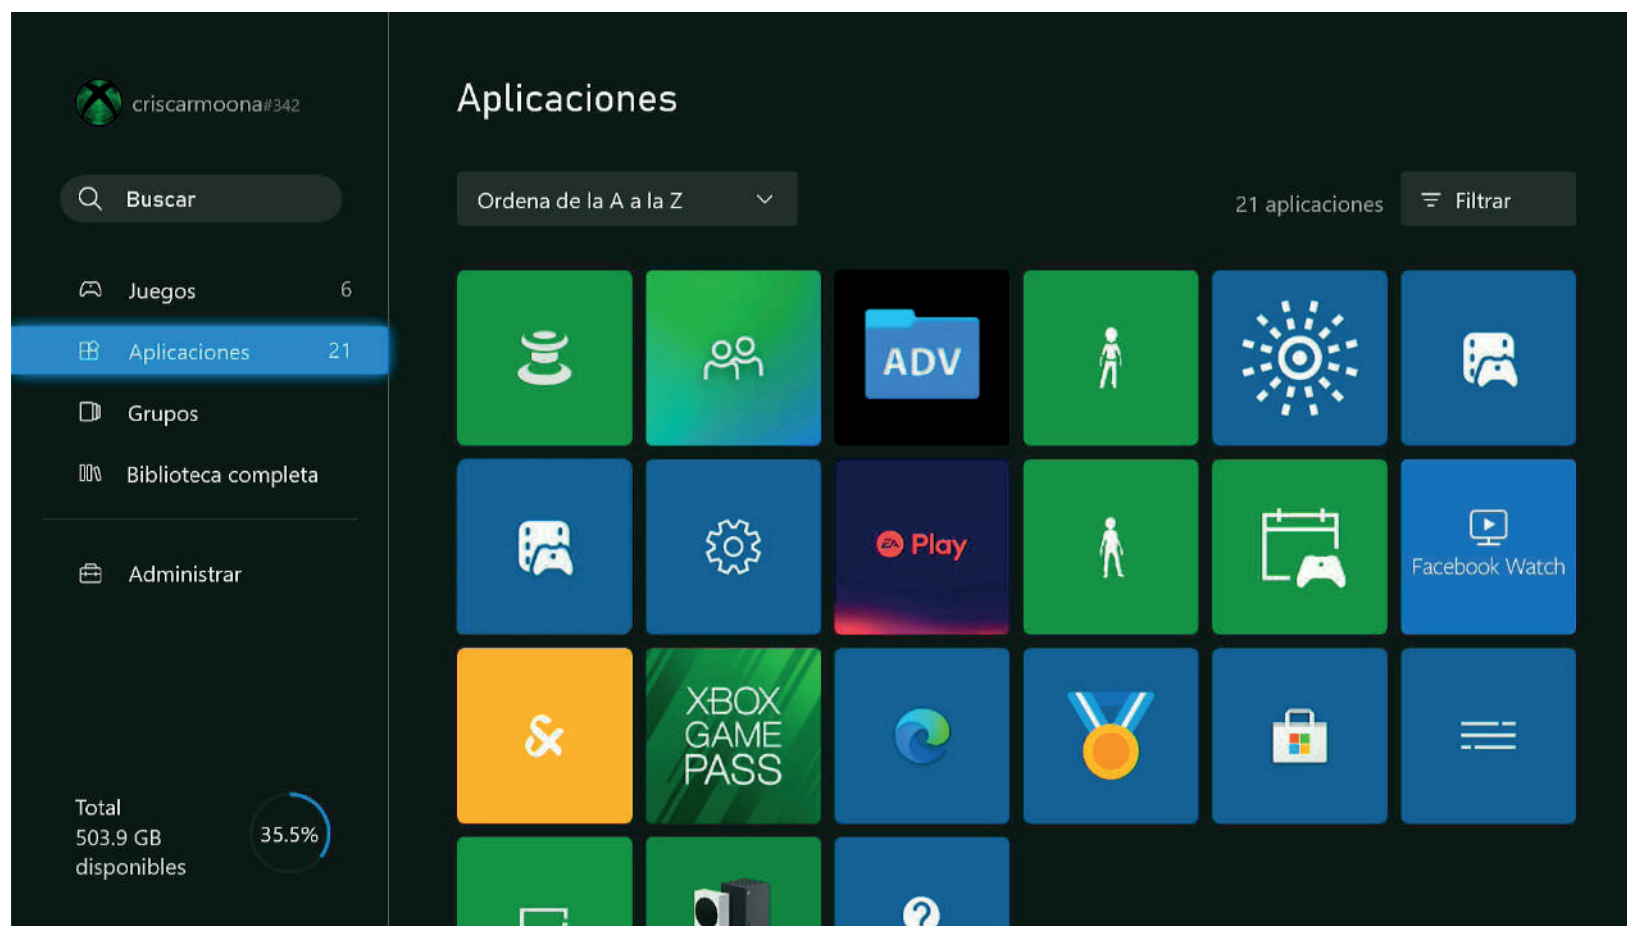 criscarmoona#342
Buscar
Juegos 6
Aplicaciones 21
Grupos
Biblioteca completa
Administrar
Total
503.9 GB
disponibles
35.5%
Aplicaciones
Ordena de la A a la Z
21 aplicaciones
Filtrar
ADV
EA Play
Facebook Watch
&
XBOX
GAME
PASS
?